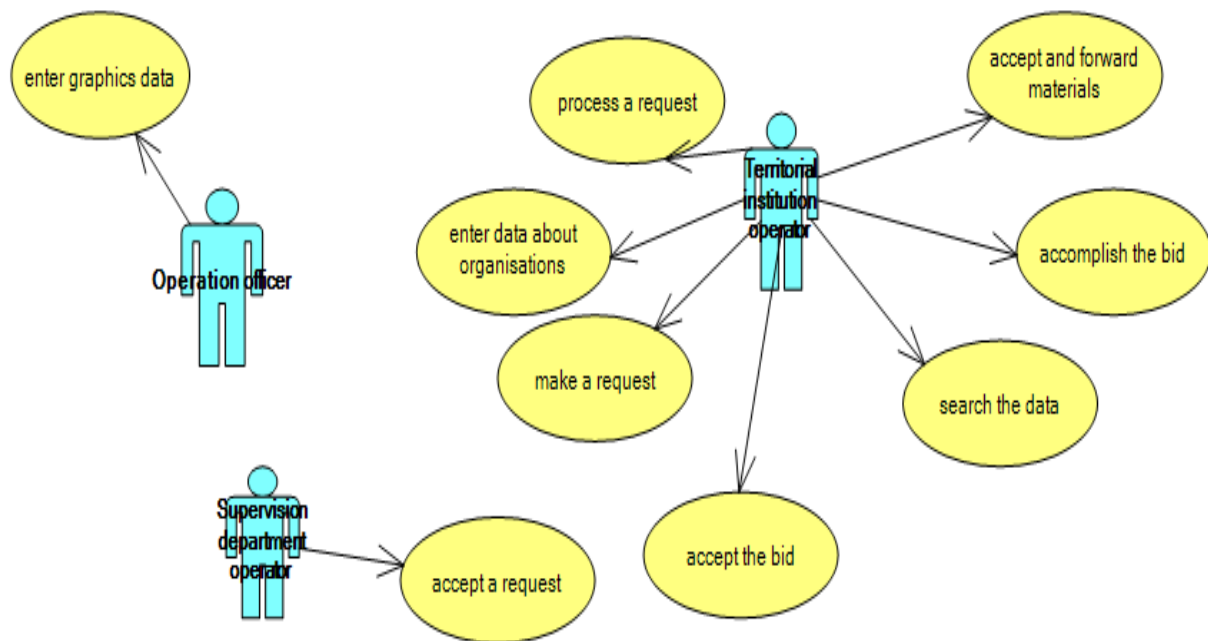 enter graphics data
Operation officer
process a request
accept and forward
materials
Territorial
institution
operator
enter data about
organisations
accomplish the bid
make a request
search the data
accept the bid
Supervision
department
operator
accept a request